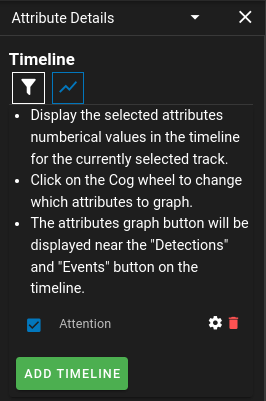 Attribute Details
Timeline
• Display the selected attributes
numberical values in the timeline
for the currently selected track.
• Click on the Cog wheel to change
which attributes to graph.
• The attributes graph button will be
displayed near the "Detections"
and "Events" button on the
timeline.
Attention
ADD TIMELINE